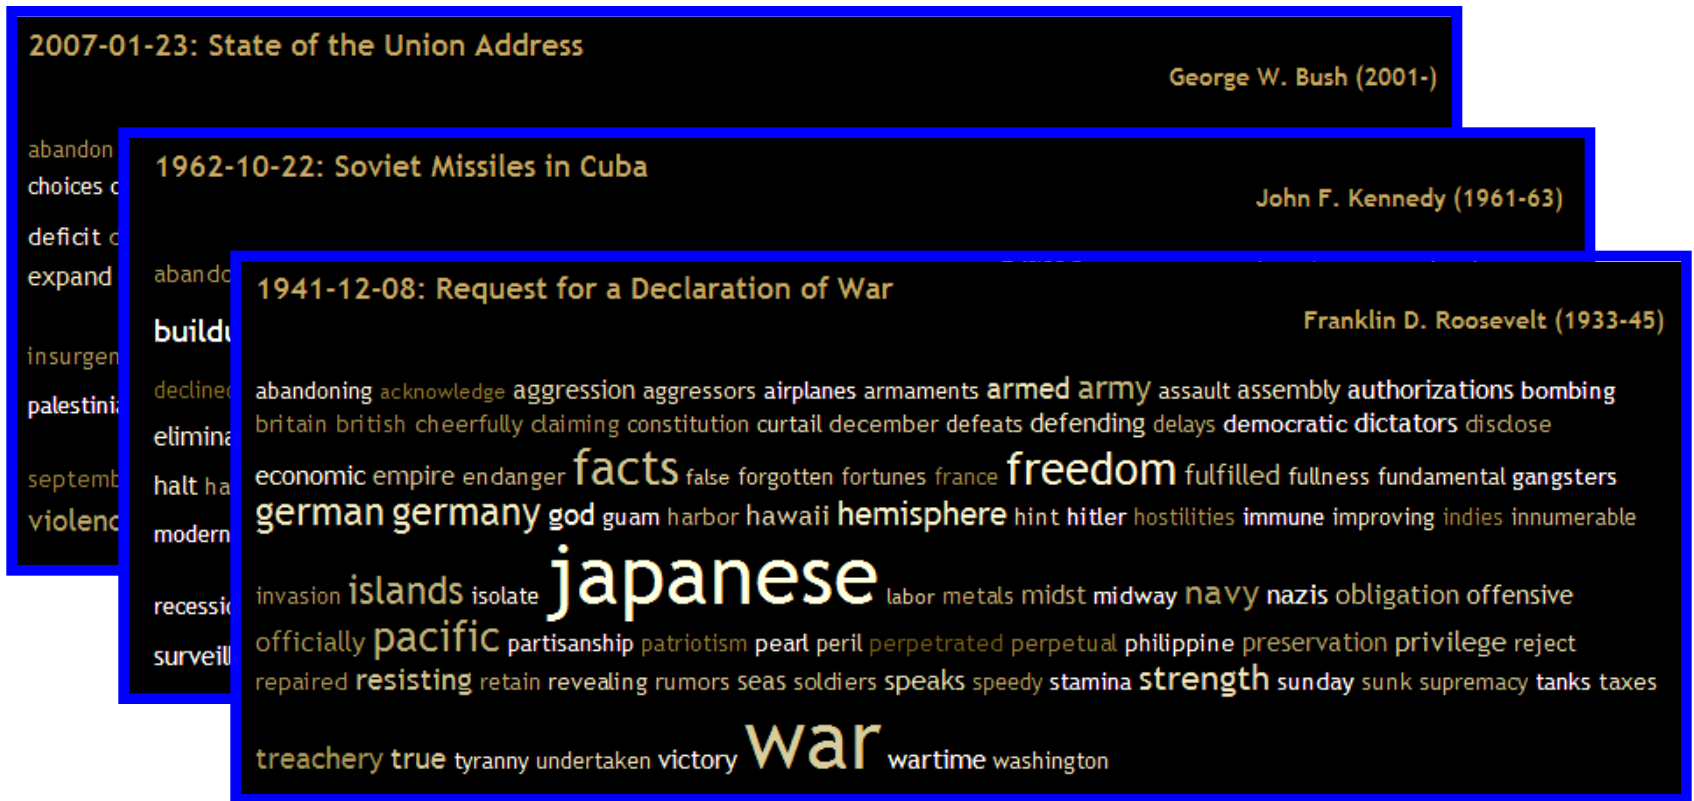 2007-01-23: State of the Union Address
George W. Bush (2001-)
abandon
choices
deficit
expand
insurgen
palestini
septemb
violenc
1962-10-22: Soviet Missiles in Cuba
John F. Kennedy (1961-63)
abando
buildu
declined
elimina
halt ha
modern
recessio
surveill
1941-12-08: Request for a Declaration of War
Franklin D. Roosevelt (1933-45)
abandoning acknowledge aggression aggressors airplanes armaments armed army assault assembly authorizations bombing
britain british cheerfully claiming constitution curtail december defeats defending delays democratic dictators disclose
economic empire endanger facts false forgotten fortunes france freedom fulfilled fullness fundamental gangsters
german germany god guam harbor hawaii hemisphere hint hitler hostilities immune improving indies innumerable
invasion islands isolate japanese labor metals midst midway navy nazis obligation offensive
officially pacific partisanship patriotism pearl peril perpetrated perpetual philippine preservation privilege reject
repaired resisting retain revealing rumors seas soldiers speaks speedy stamina strength sunday sunk supremacy tanks taxes
treachery true tyranny undertaken victory war wartime washington